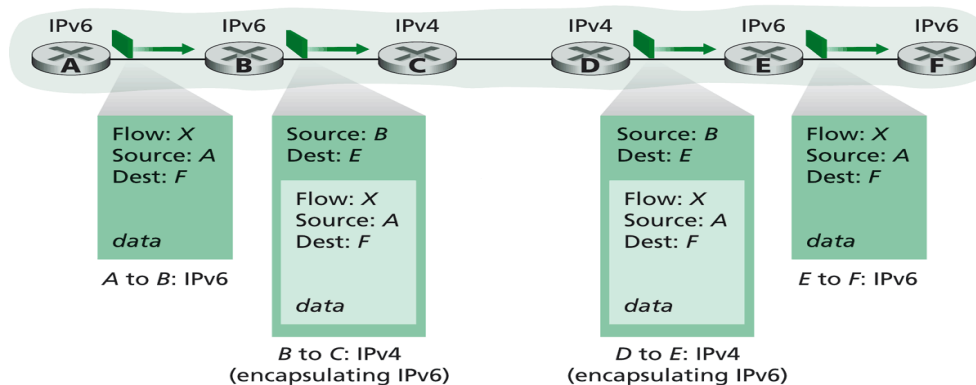 IPv6
IPv6
IPv4
IPv4
IPv6
IPv6
A
B
C
D
E
F
Flow: X
Source: A
Dest: F
data
A to B: IPv6
Source: B
Dest: E
Flow: X
Source: A
Dest: F
data
B to C: IPv4
(encapsulating IPv6)
Source: B
Dest: E
Flow: X
Source: A
Dest: F
data
D to E: IPv4
(encapsulating IPv6)
Flow: X
Source: A
Dest: F
data
E to F: IPv6